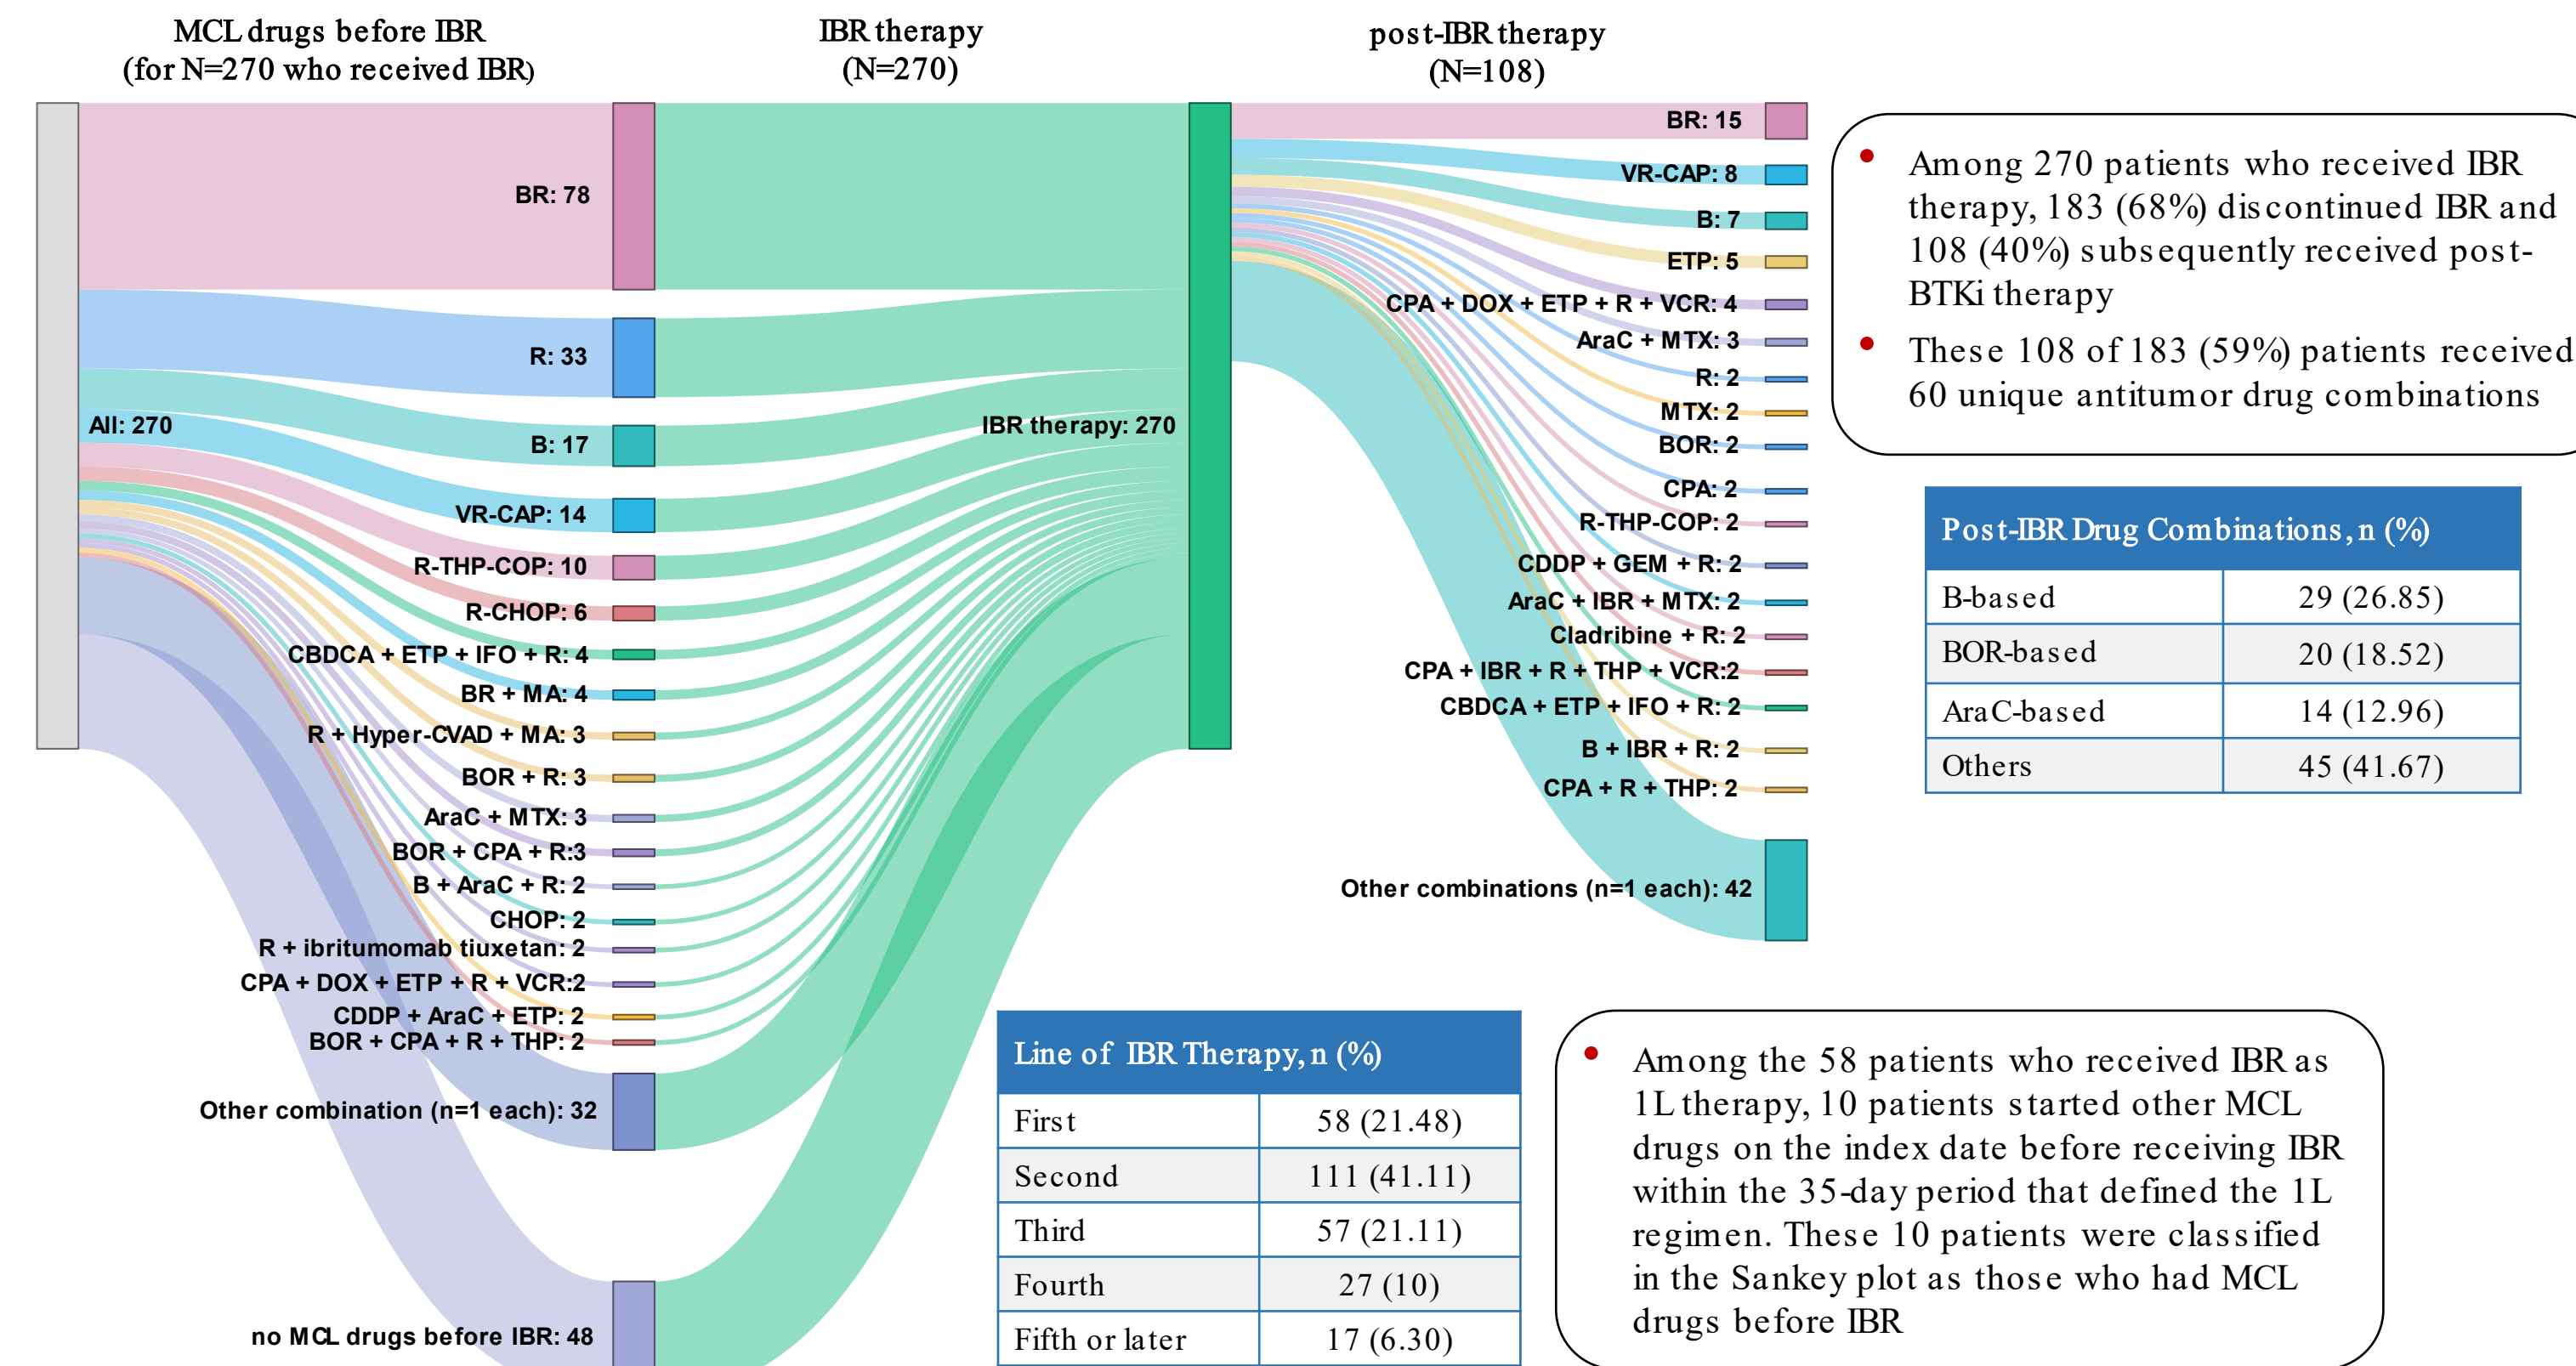 MCL drugs before IBR
(for N=270 who received IBR)
IBR therapy
(N=270)
post-IBR therapy
(N=108)
All: 270
BR: 78
R: 33
B: 17
VR-CAP: 14
R-THP-COP: 10
R-CHOP: 6
CBDCA + ETP + IFO + R: 4
BR + MA: 4
R + Hyper-CVAD + MA: 3
BOR + R: 3
AraC + MTX: 3
BOR + CPA + R:3
B + AraC + R: 2
CHOP: 2
R + ibritumomab tiuxetan: 2
CPA + DOX + ETP + R + VCR:2
CDDP + AraC + ETP: 2
BOR + CPA + R + THP: 2
Other combination (n=1 each): 32
no MCL drugs before IBR: 48
IBR therapy: 270
BR: 15
VR-CAP: 8
B: 7
ETP: 5
CPA + DOX + ETP + R + VCR: 4
AraC + MTX: 3
R: 2
MTX: 2
BOR: 2
CPA: 2
R-THP-COP: 2
CDDP + GEM + R: 2
AraC + IBR + MTX: 2
Cladribine + R: 2
CPA + IBR + R + THP + VCR:2
CBDCA + ETP + IFO + R: 2
B + IBR + R: 2
CPA + R + THP: 2
Other combinations (n=1 each): 42
• Among 270 patients who received IBR
therapy, 183 (68%) discontinued IBR and
108 (40%) subsequently received post-
BTKi therapy
• These 108 of 183 (59%) patients received
60 unique antitumor drug combinations
Post-IBR Drug Combinations, n (%)
B-based 29 (26.85)
BOR-based 20 (18.52)
AraC-based 14 (12.96)
Others 45 (41.67)
Line of IBR Therapy, n (%)
First 58 (21.48)
Second 111 (41.11)
Third 57 (21.11)
Fourth 27 (10)
Fifth or later 17 (6.30)
• Among the 58 patients who received IBR as
1L therapy, 10 patients started other MCL
drugs on the index date before receiving IBR
within the 35-day period that defined the 1L
regimen. These 10 patients were classified
in the Sankey plot as those who had MCL
drugs before IBR